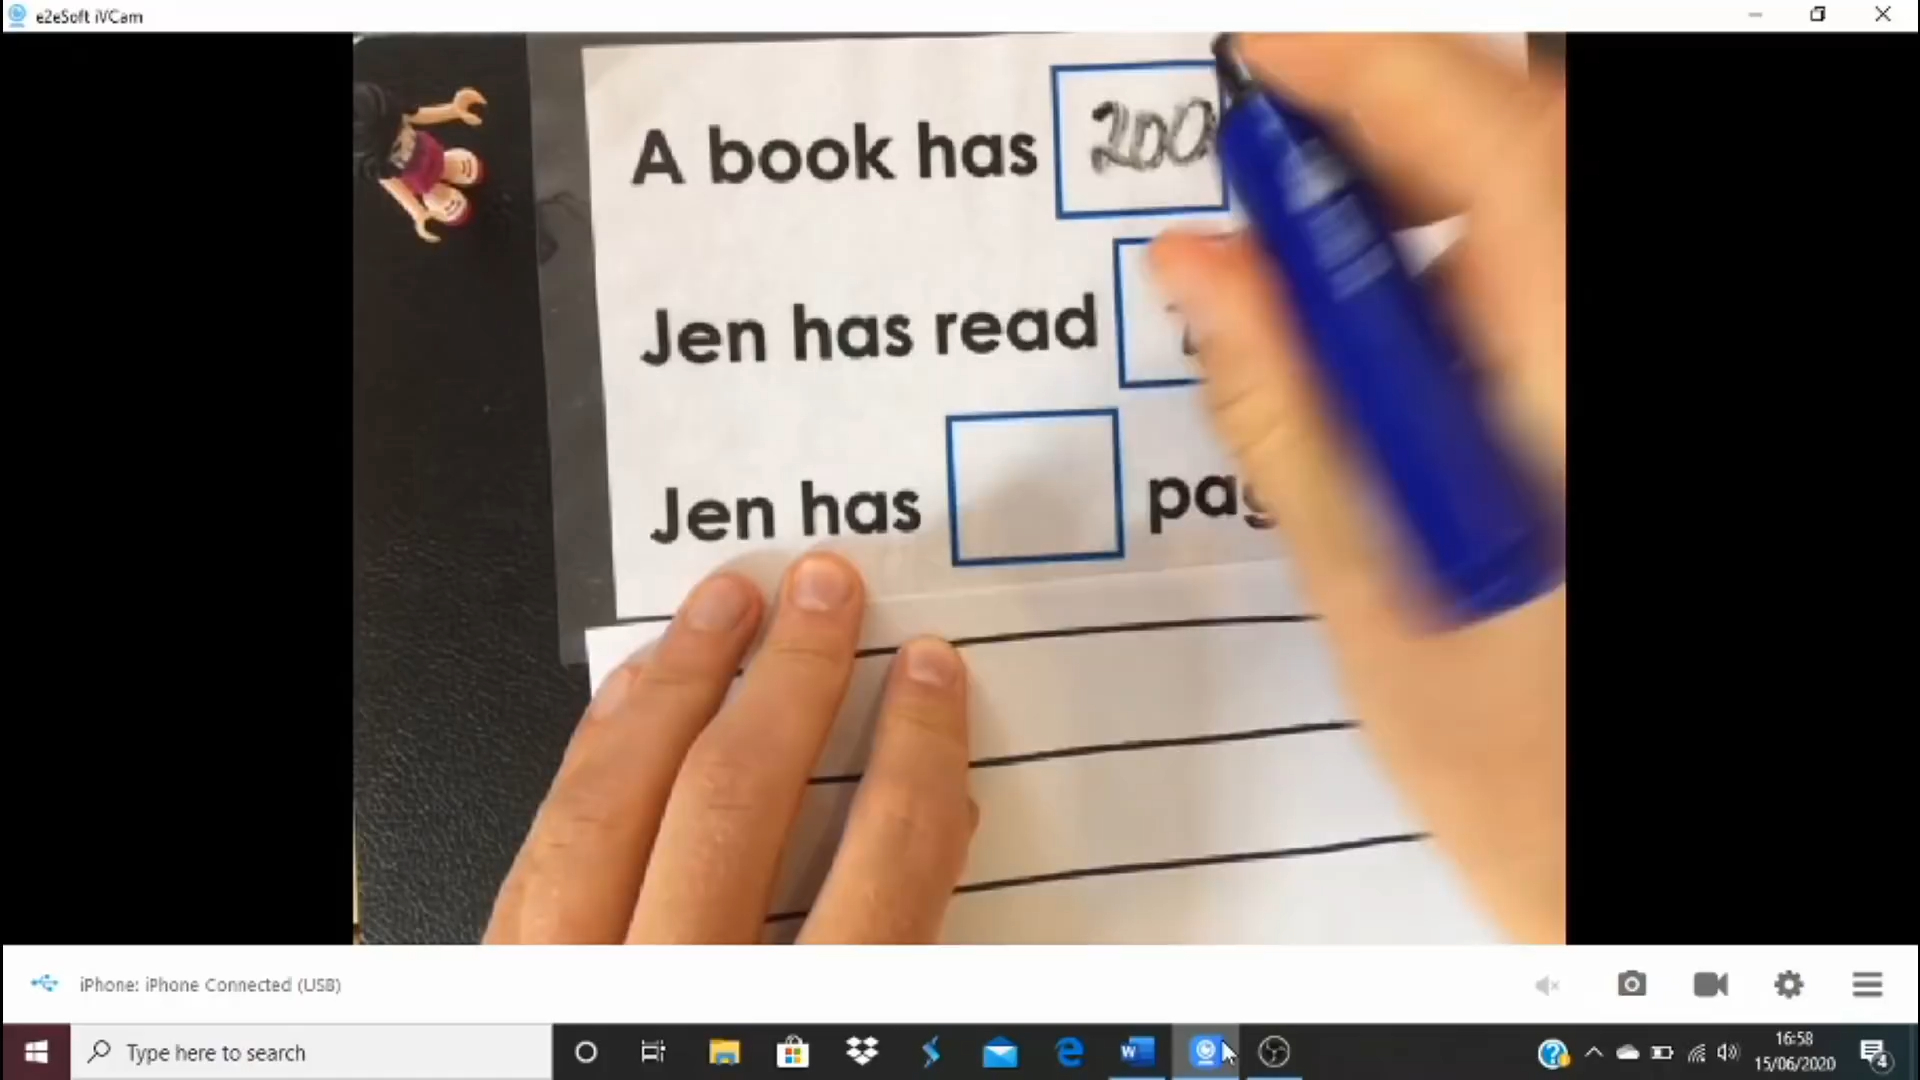 e2eSoft iVCam
A book has 200
Jen has read
Jen has
iPhone: iPhone Connected (USB)
Type here to search
16:58
15/06/2020
4